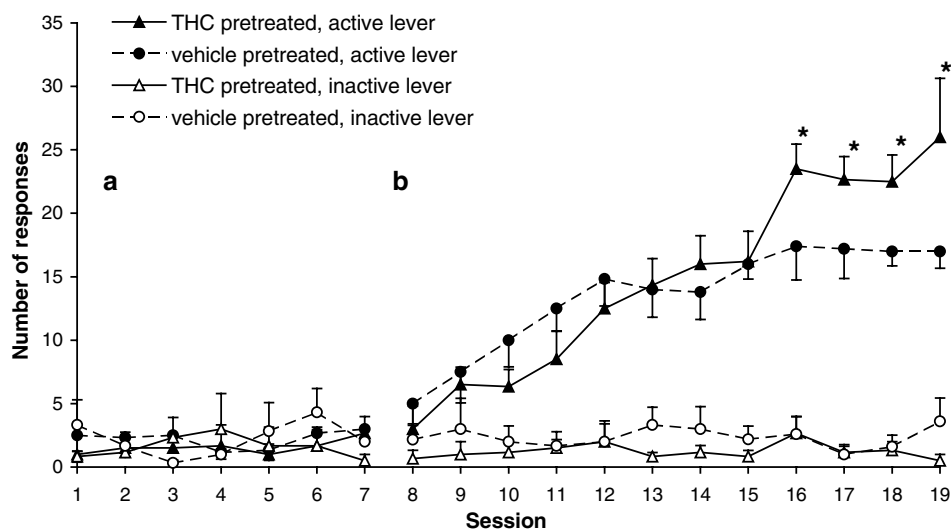 35
30
25
20
15
10
5
0
Number of responses
THC pretreated, active lever
vehicle pretreated, active lever
THC pretreated, inactive lever
vehicle pretreated, inactive lever
a b
* * * *
1 2 3 4 5 6 7 8 9 10 11 12 13 14 15 16 17 18 19
Session